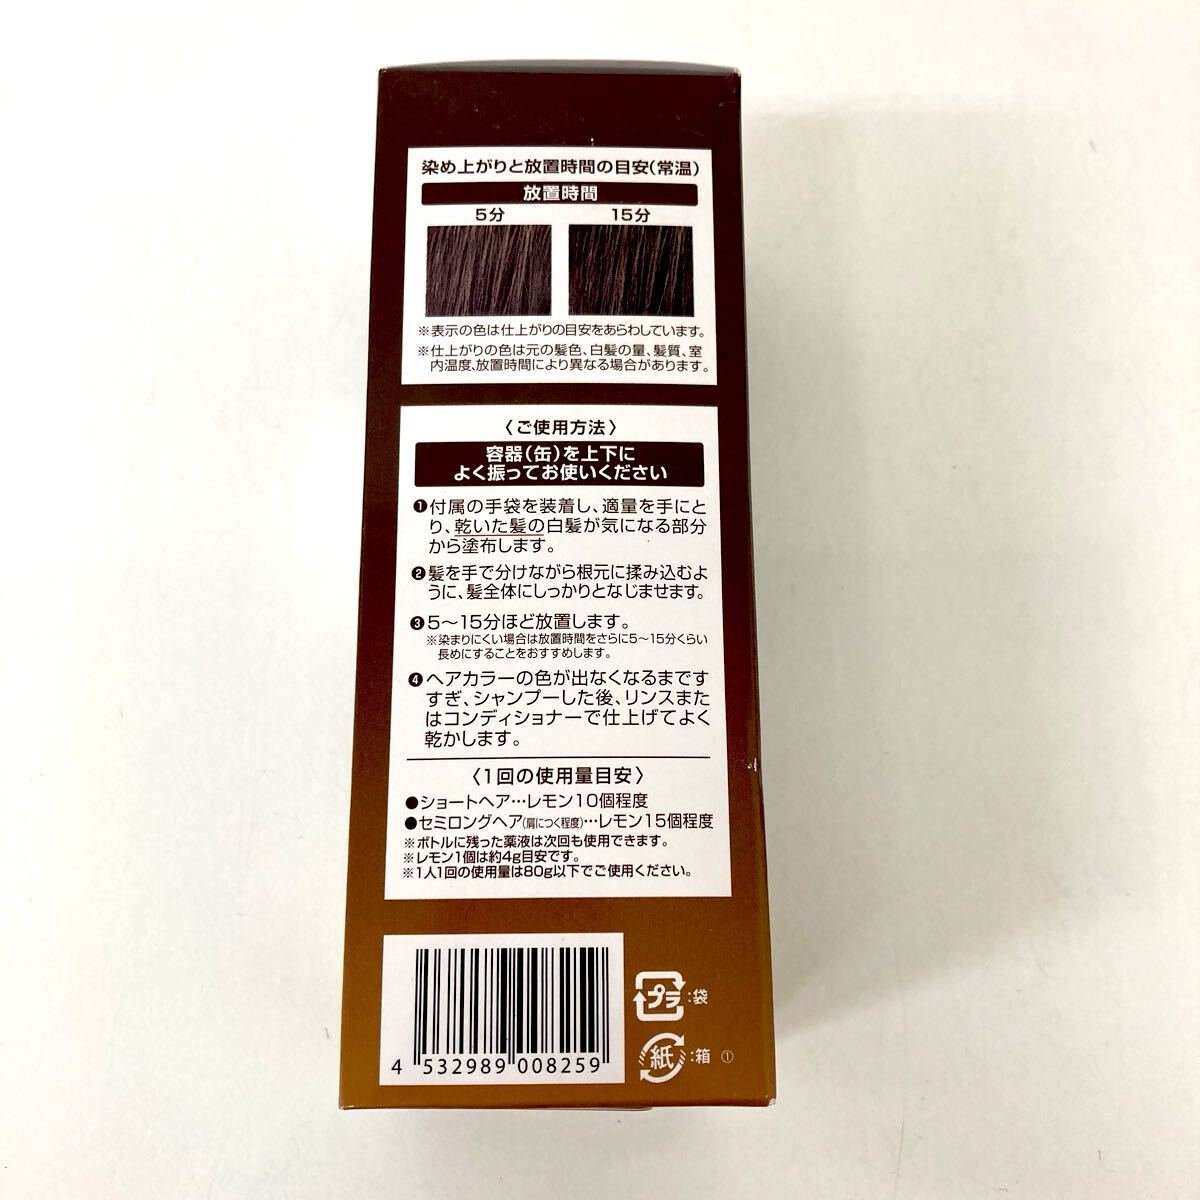 染め上がりと放置時間の目安(常温)
放置時間
5分 15分
※表示の色は仕上がりの目安をあらわしています。
※仕上がりの色は元の髪色、白髪の量、髪質、室
内温度、放置時間により異なる場合があります。
〈ご使用方法〉
容器(缶)を上下に
よく振ってお使いください
❶付属の手袋を装着し、適量を手にと
り、乾いた髪の白髪が気になる部分
から塗布します。
❷髪を手で分けながら根元に揉み込むよ
うに、髪全体にしっかりとなじませます。
❸5〜15分ほど放置します。
※染まりにくい場合は放置時間をさらに5〜15分くらい
長めにすることをおすすめします。
❹ヘアカラーの色が出なくなるまです
すぎ、シャンプーした後、リンスまた
はコンディショナーで仕上げてよく
乾かします。
〈1回の使用量目安〉
●ショートヘア…レモン10個程度
●セミロングヘア(肩につく程度)…レモン15個程度
※ボトルに残った薬液は次回も使用できます。
※レモン1個は約4g目安です。
※1人1回の使用量は80g以下でご使用ください。
4 532989 008259
プラ :袋
紙 :箱 ①